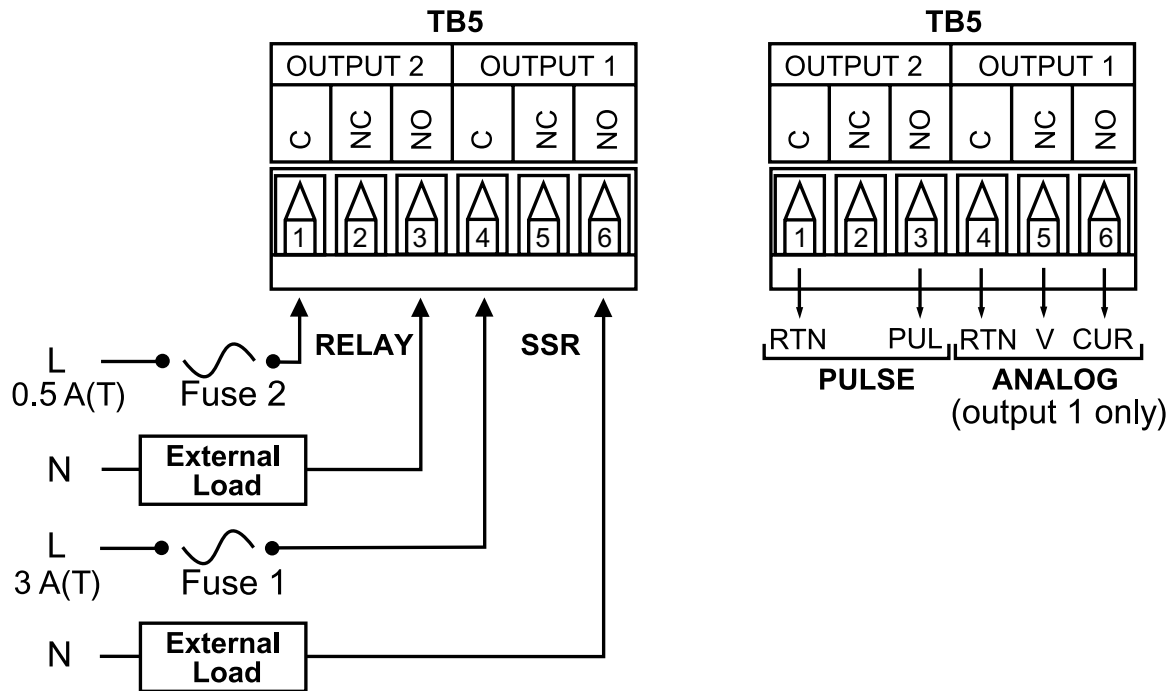 TB5
OUTPUT 2 OUTPUT 1
C NC NO C NC NO
1 2 3 4 5 6
RELAY SSR
L
0.5 A(T)
Fuse 2
N
External
Load
L
3 A(T)
Fuse 1
N
External
Load
TB5
OUTPUT 2 OUTPUT 1
C NC NO C NC NO
1 2 3 4 5 6
RTN PUL RTN V CUR
PULSE ANALOG
(output 1 only)